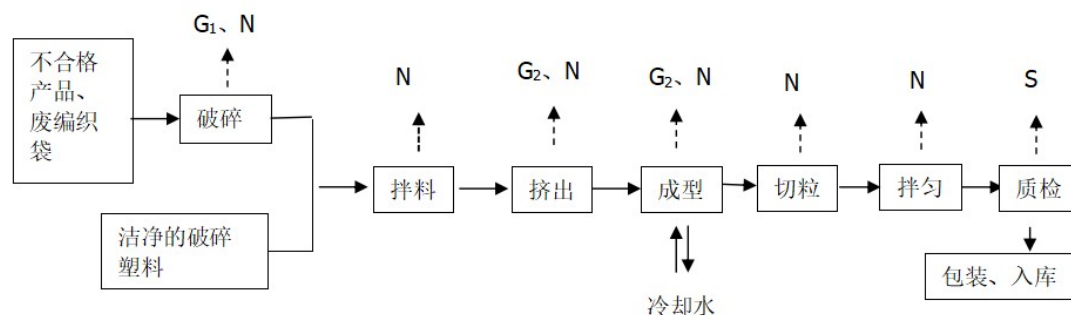 G₁、N
不合格
产品、
废编织
袋
破碎
洁净的破碎
塑料
N
拌料
G₂、N
挤出
G₂、N
成型
冷却水
N
切粒
N
拌匀
S
质检
包装、入库